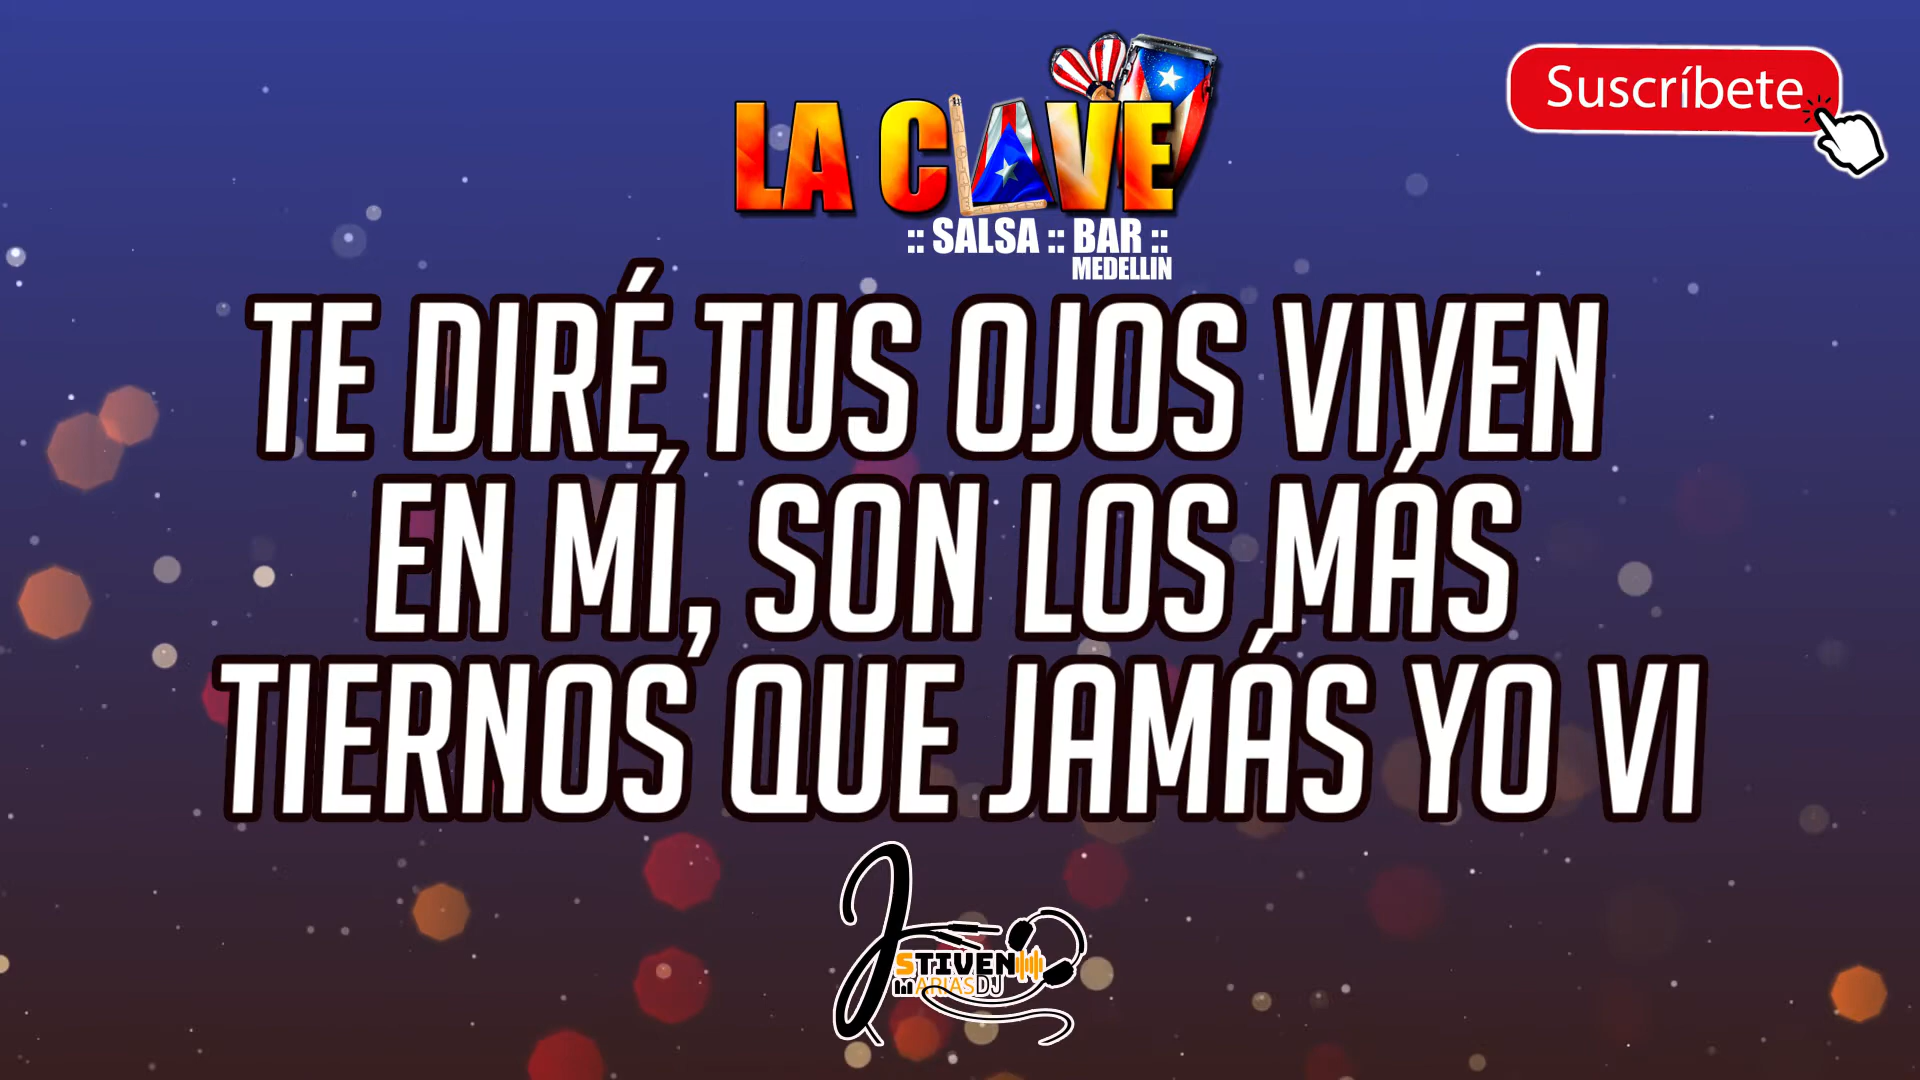 LA CLAVE
:: SALSA :: BAR ::
MEDELLIN
Suscríbete
TE DIRÉ TUS OJOS VIVEN
EN MÍ, SON LOS MÁS
TIERNOS QUE JAMÁS YO VI
J
STIVEN
ARIAS DJ